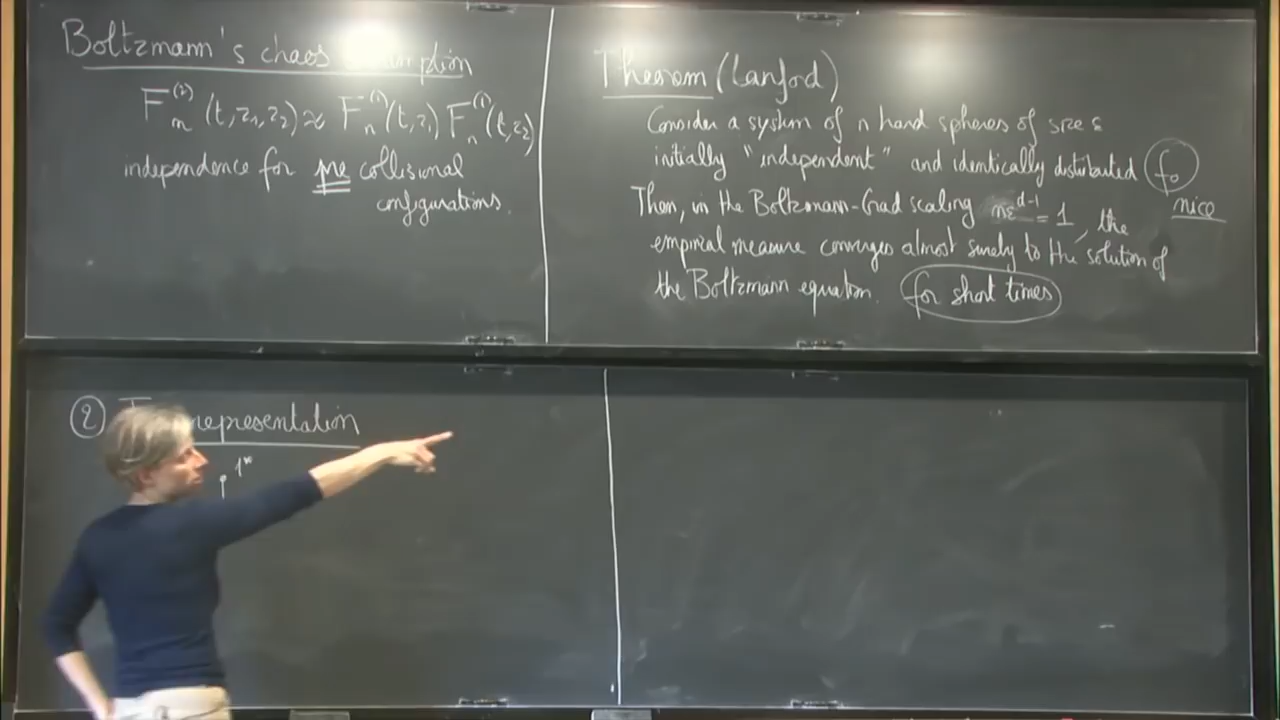 Boltzmann's chaos
F_n^{(2)} (t, z_1, z_2) ≈ F_n^{(1)}(t, z_1) F_n^{(1)}(t, z_2)
independence for pre collisional
configurations.
Theorem (Lanford)
Consider a system of n hard spheres of size ε
initially "independent" and identically distributed f_0
nice
Then, in the Boltzmann-Grad scaling nε^{d-1} = 1, the
empirical measure converges almost surely to the solution of
the Boltzmann equation. for short times
② representation
1*